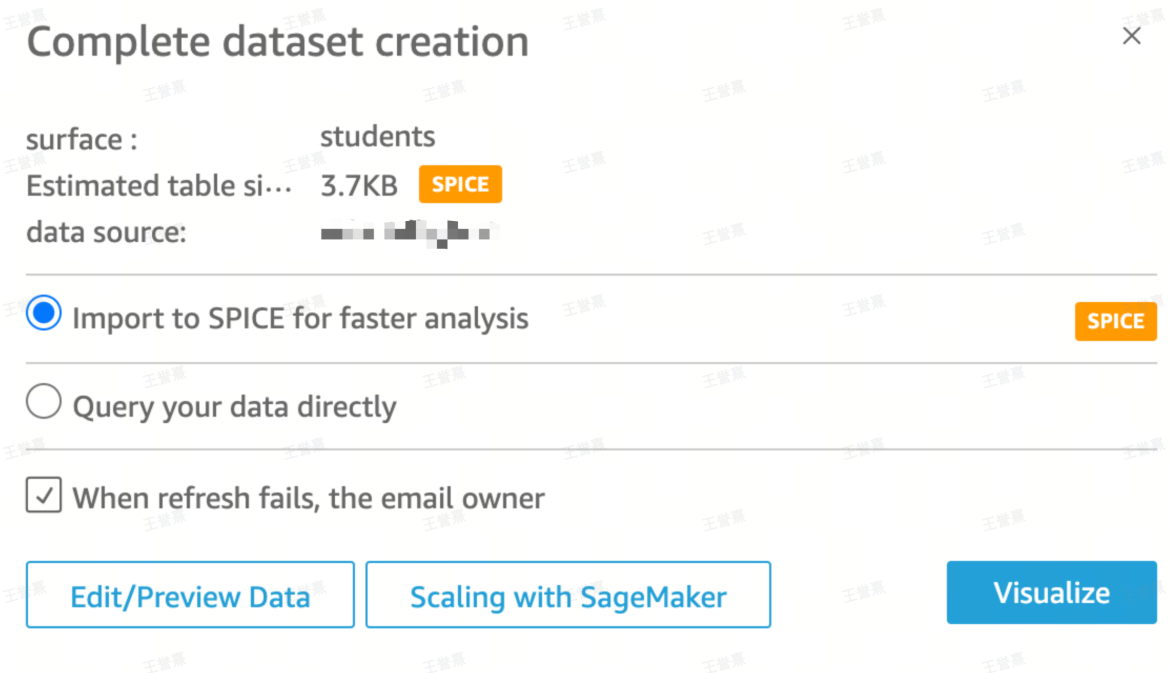 Complete dataset creation
surface : students
Estimated table si... 3.7KB SPICE
data source:
Import to SPICE for faster analysis SPICE
Query your data directly
When refresh fails, the email owner
Edit/Preview Data Scaling with SageMaker Visualize